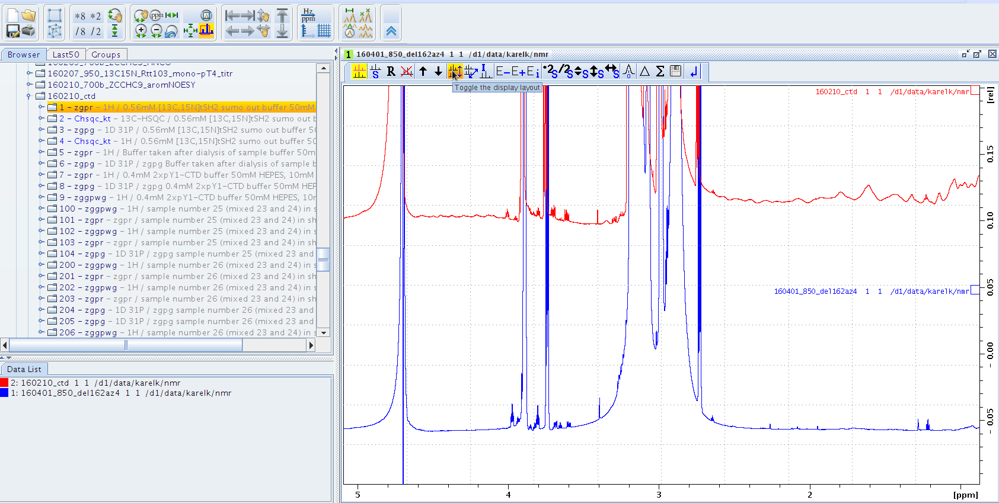 *8 *2
/8 /2
ppm
Hz
ppm
Browser
Last50
Groups
160209_700b_ZCCHC9_HNCO
160207_950_13C15N_Rtt103_mono-pT4_titr
160210_700b_ZCCHC9_aromNOESY
160210_ctd
1 - zgpr - 1H / 0.56mM [13C,15N]tSH2 sumo out buffer 50mM
2 - Chsqc_kt - 13C-HSQC / 0.56mM [13C,15N]tSH2 sumo out b
3 - zgpg - 1D 31P / 0.56mM [13C,15N]tSH2 sumo out buffer 50
4 - Chsqc_kt - 1H / 0.56mM [13C,15N]tSH2 sumo out buffer 50
5 - zgpr - 1H / Buffer taken after dialysis of sample buffer 50m
6 - zgpg - 1D 31P / zgpg Buffer taken after dialysis of sample b
7 - zgpr - 1H / 0.4mM 2xpY1-CTD buffer 50mM HEPES, 10mM
8 - zgpg - 1D 31P / zgpg 0.4mM 2xpY1-CTD buffer 50mM HEP
9 - zggpwg - 1H / 0.4mM 2xpY1-CTD buffer 50mM HEPES, 10m
100 - zggpwg - 1H / sample number 25 (mixed 23 and 24) in s
101 - zgpr - zgpr / sample number 25 (mixed 23 and 24) in sh
102 - zggpwg - 1H / sample number 25 (mixed 23 and 24) in s
103 - zgpr - zgpr / sample number 25 (mixed 23 and 24) in sh
104 - zgpg - 1D 31P / zgpg sample number 25 (mixed 23 and
200 - zggpwg - 1H / sample number 26 (mixed 23 and 24) in s
201 - zgpr - zgpr / sample number 26 (mixed 23 and 24) in sh
202 - zggpwg - 1H / sample number 26 (mixed 23 and 24) in s
203 - zgpr - zgpr / sample number 26 (mixed 23 and 24) in sh
204 - zgpg - 1D 31P / zgpg sample number 26 (mixed 23 and
205 - zgpg - 1D 31P / zgpg sample number 26 (mixed 23 and
206 - zggpwg - 1H / sample number 26 (mixed 23 and 24) in s
Data List
2: 160210_ctd 1 1 /d1/data/karelk/nmr
1: 160401_850_del162az4 1 1 /d1/data/karelk/nmr
1 160401_850_del162az4 1 1 /d1/data/karelk/nmr
S R E- E+ Ei *2S /2S S S S Δ Σ
Toggle the display layout
160210_ctd 1 1 /d1/data/karelk/nmr
160401_850_del162az4 1 1 /d1/data/karelk/nmr
[rel]
0.15
0.10
0.05
- 0.00
- 0.05
5 4 3 2 [ppm]